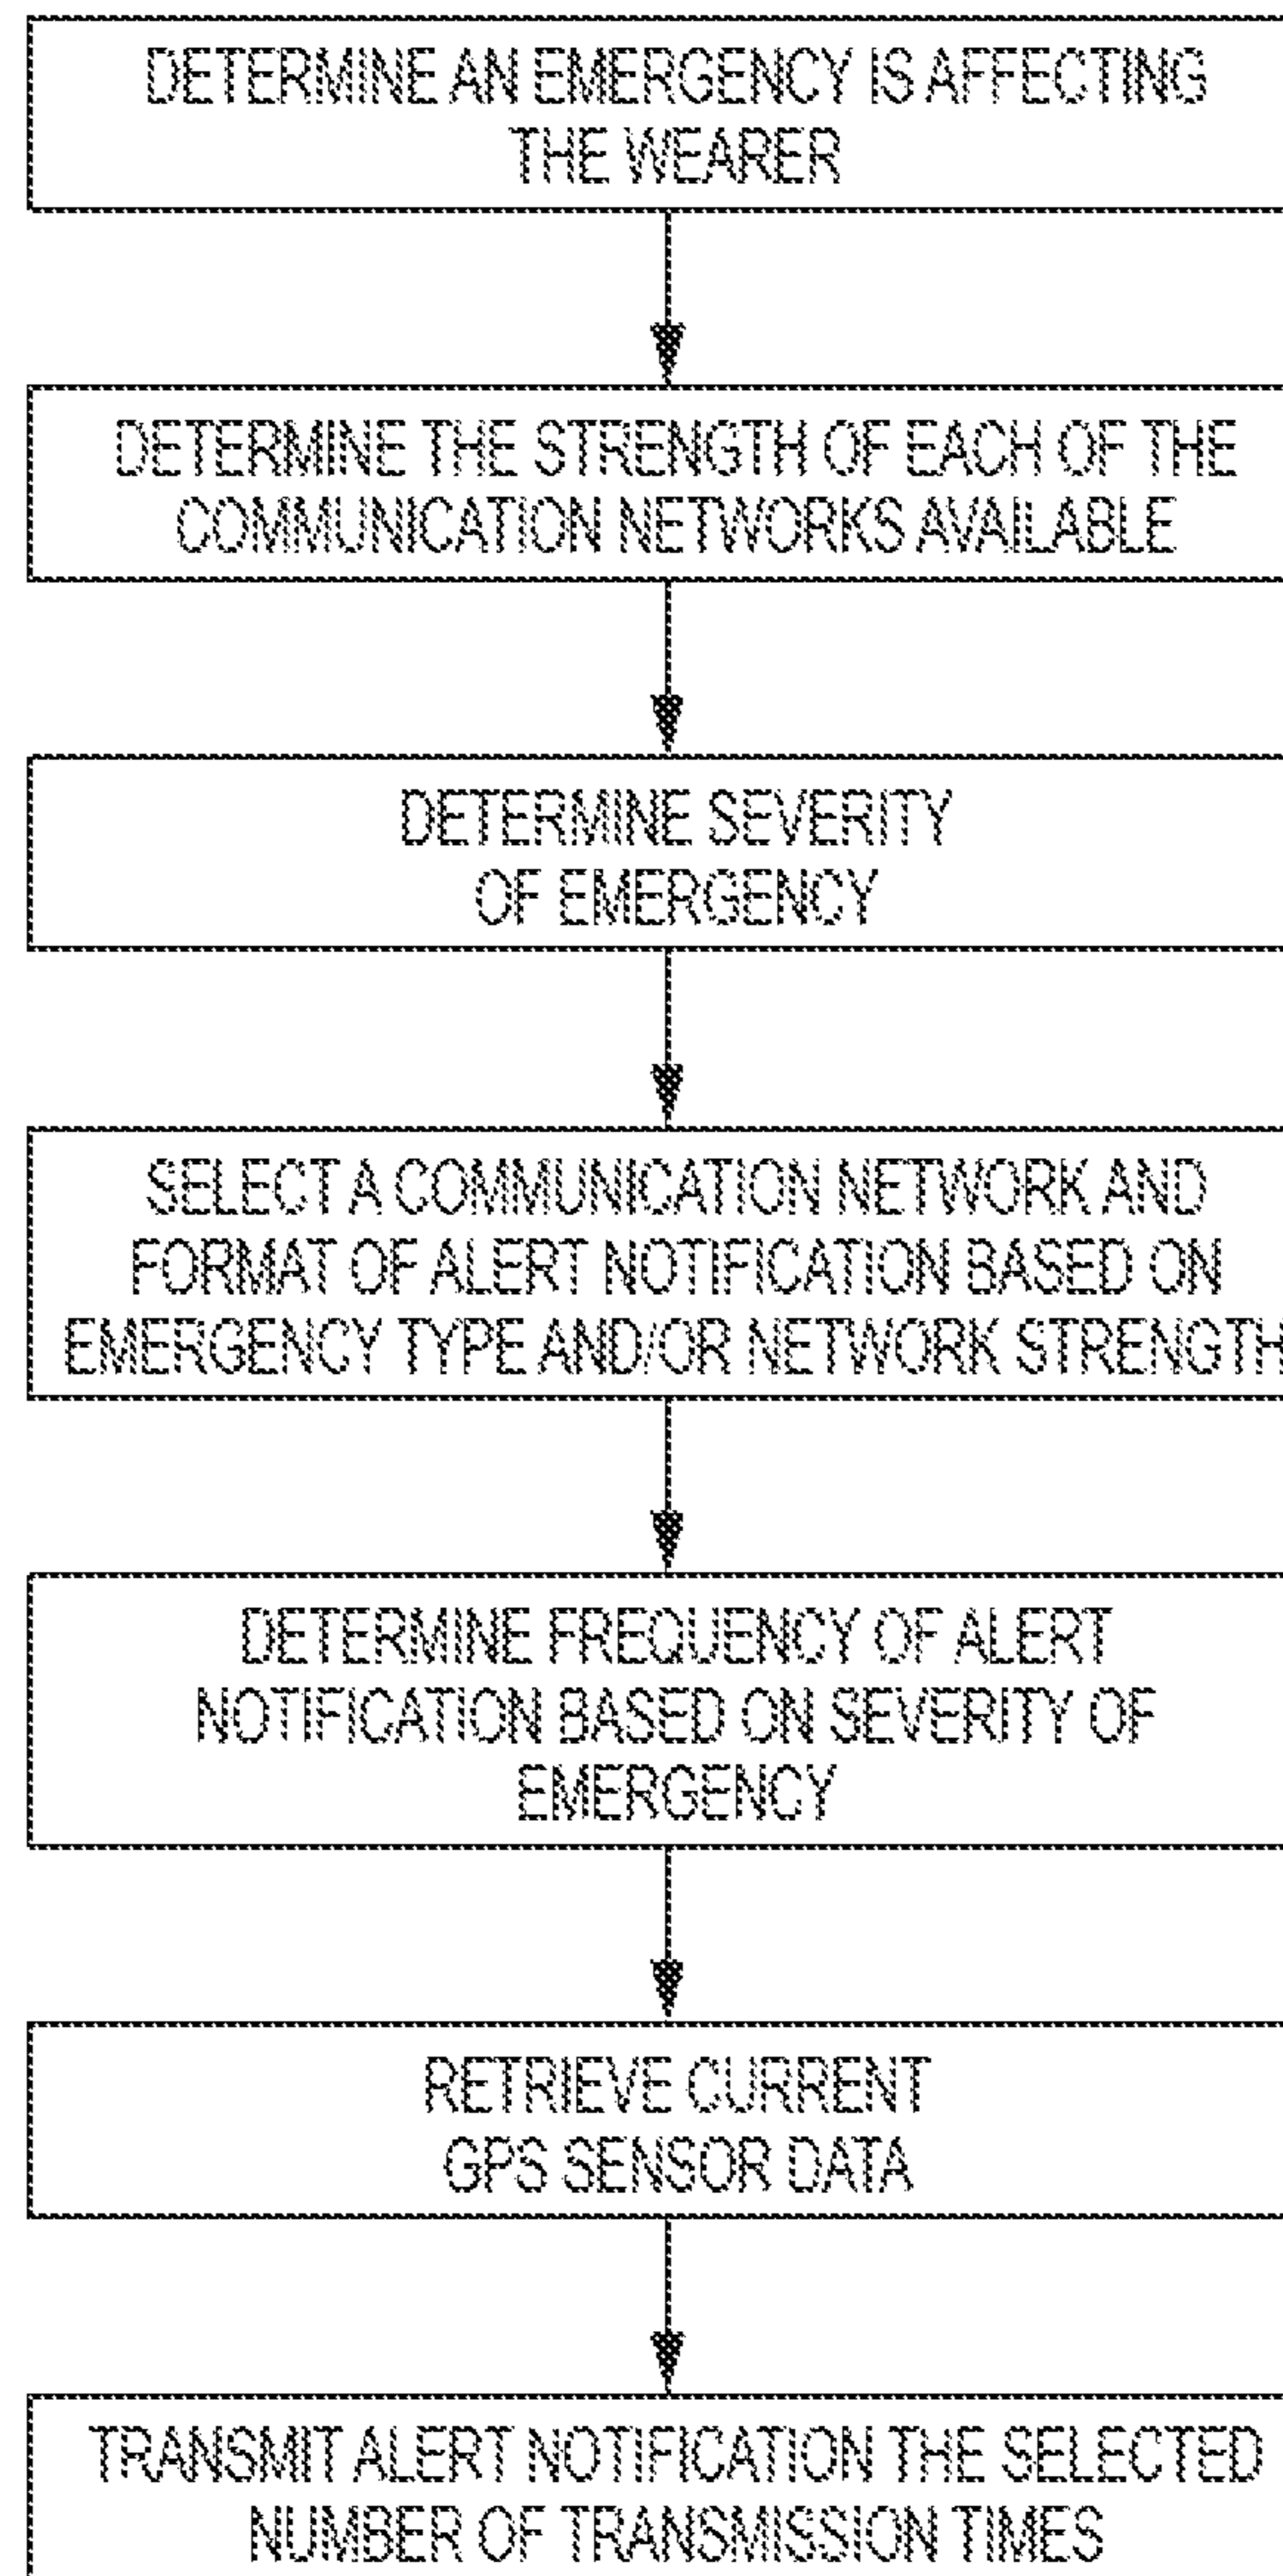 DETERMINE AN EMERGENCY IS AFFECTING
THE WEARER
DETERMINE THE STRENGTH OF EACH OF THE
COMMUNICATION NETWORKS AVAILABLE
DETERMINE SEVERITY
OF EMERGENCY
SELECT A COMMUNICATION NETWORK AND
FORMAT OF ALERT NOTIFICATION BASED ON
EMERGENCY TYPE AND/OR NETWORK STRENGTH
DETERMINE FREQUENCY OF ALERT
NOTIFICATION BASED ON SEVERITY OF
EMERGENCY
RETRIEVE CURRENT
GPS SENSOR DATA
TRANSMIT ALERT NOTIFICATION THE SELECTED
NUMBER OF TRANSMISSION TIMES